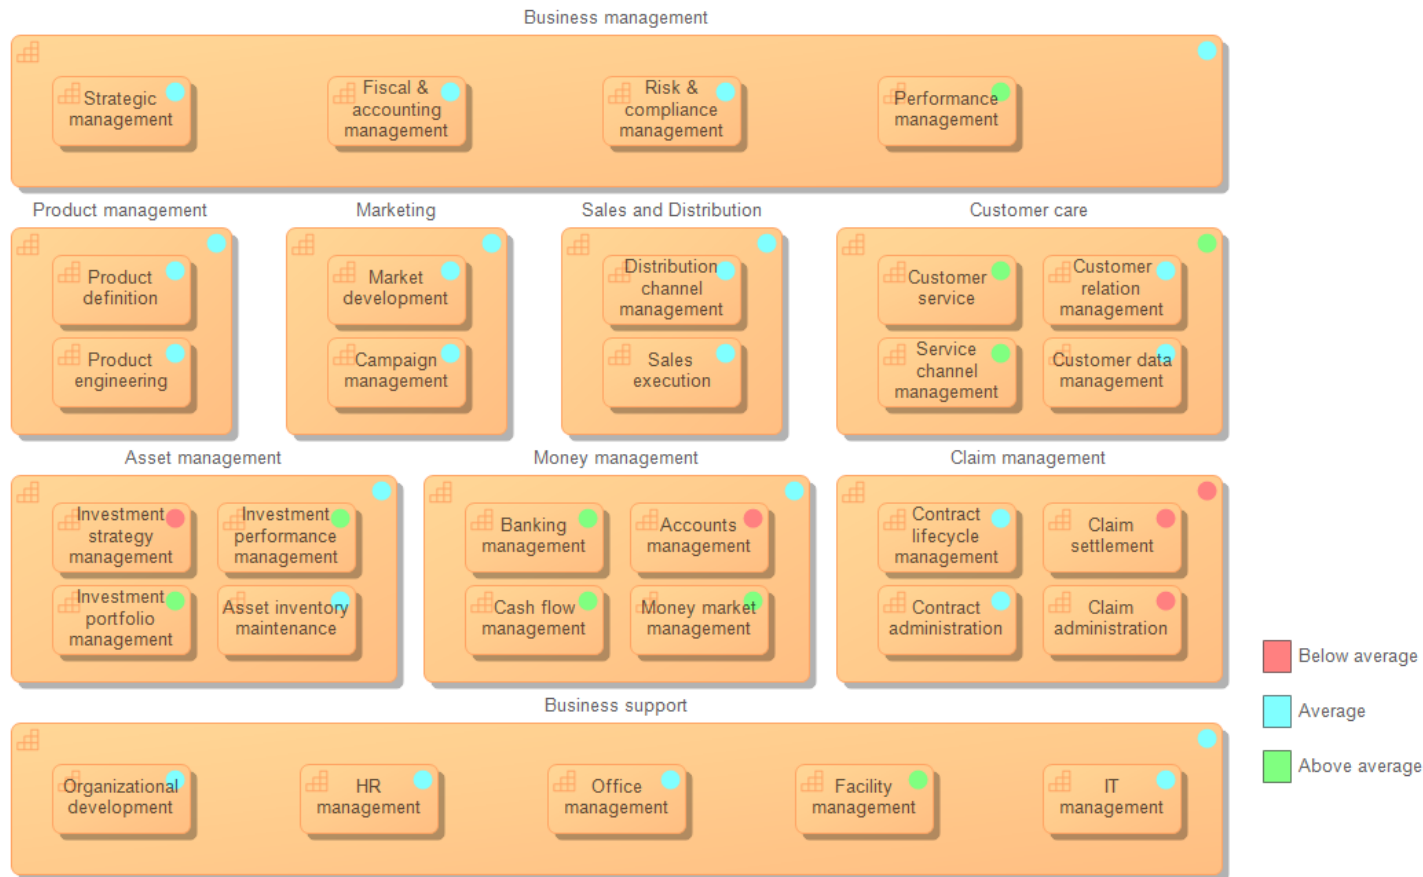 Business management
Strategic
management
Fiscal &
accounting
management
Risk &
compliance
management
Performance
management
Product management
Product
definition
Product
engineering
Marketing
Market
development
Campaign
management
Sales and Distribution
Distribution
channel
management
Sales
execution
Customer care
Customer
service
Customer
relation
management
Service
channel
management
Customer data
management
Asset management
Investment
strategy
management
Investment
performance
management
Investment
portfolio
management
Asset inventory
maintenance
Money management
Banking
management
Accounts
management
Cash flow
management
Money market
management
Claim management
Contract
lifecycle
management
Claim
settlement
Contract
administration
Claim
administration
Business support
Organizational
development
HR
management
Office
management
Facility
management
IT
management
Below average
Average
Above average